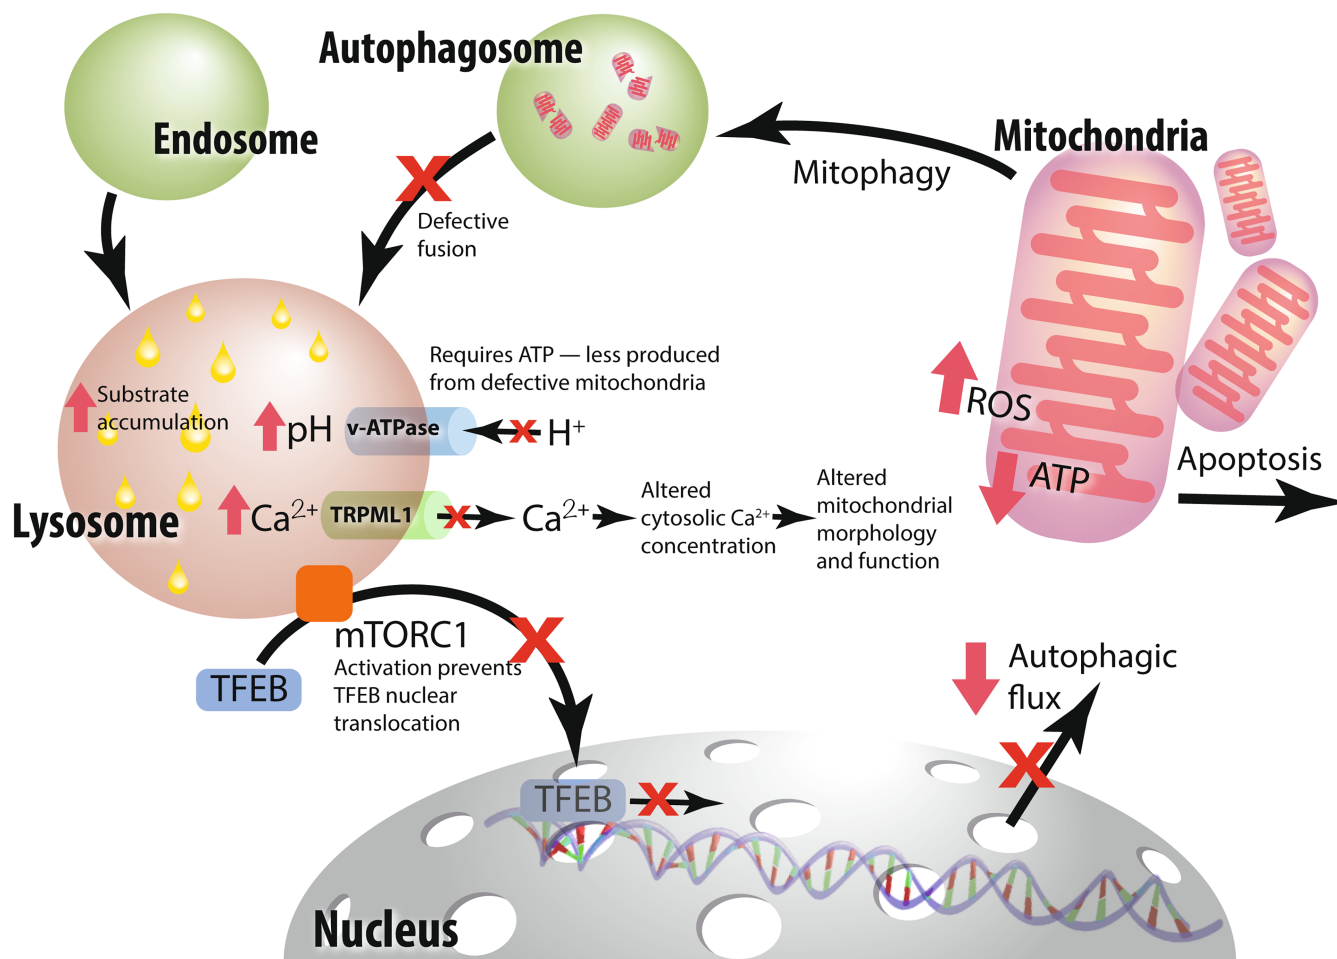 Autophagosome
Endosome
Mitochondria
Mitophagy
Defective
fusion
Requires ATP — less produced
from defective mitochondria
Substrate
accumulation
pH
v-ATPase
H+
ROS
ATP
Apoptosis
Lysosome
Ca2+
TRPML1
Ca2+
Altered
cytosolic Ca2+
concentration
Altered
mitochondrial
morphology
and function
mTORC1
Activation prevents
TFEB nuclear
translocation
TFEB
Autophagic
flux
TFEB
Nucleus